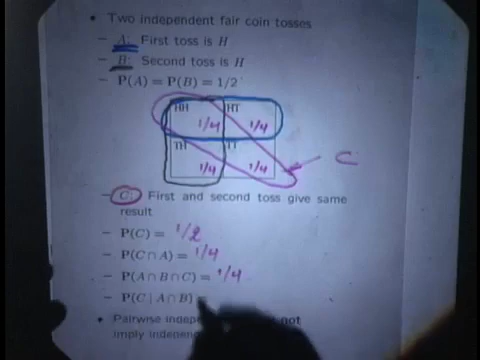 • Two independent fair coin tosses
– A: First toss is H
– B: Second toss is H
– P(A) = P(B) = 1/2
HH HT
1/4 1/4
TH TT
1/4 1/4
C
– C: First and second toss give same
result
– P(C) = 1/2
– P(C ∩ A) = 1/4
– P(A ∩ B ∩ C) = 1/4
– P(C | A ∩ B) =
• Pairwise not
imply